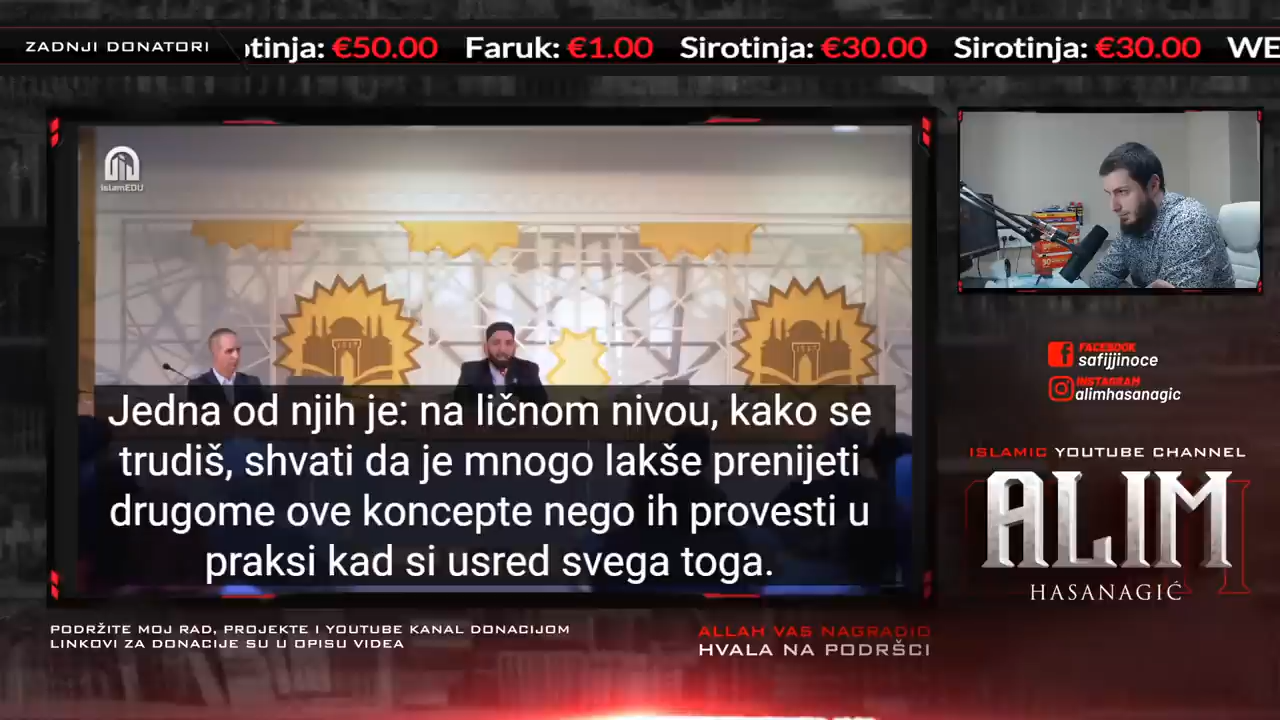 ZADNJI DONATORI
tinja: €50.00 Faruk: €1.00 Sirotinja: €30.00 Sirotinja: €30.00 WE
islamEDU
Jedna od njih je: na ličnom nivou, kako se
trudiš, shvati da je mnogo lakše prenijeti
drugome ove koncepte nego ih provesti u
praksi kad si usred svega toga.
FACEBOOK
safijjinoce
INSTAGRAM
alimhasanagic
ISLAMIC YOUTUBE CHANNEL
ALIM
HASANAGIĆ
PODRŽITE MOJ RAD, PROJEKTE I YOUTUBE KANAL DONACIJOM
LINKOVI ZA DONACIJE SU U OPISU VIDEA
ALLAH VAS NAGRADIO
HVALA NA PODRŠCI